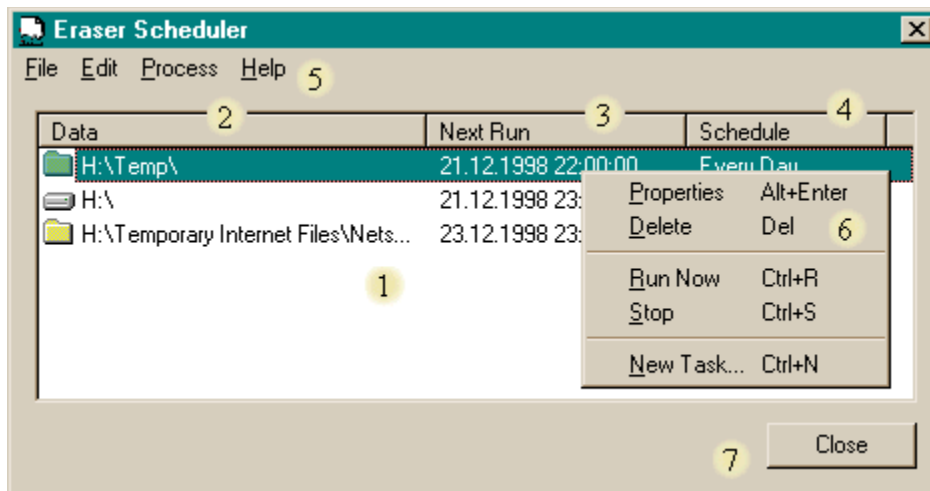 Eraser Scheduler
File Edit Process Help 5
2 3 4
Data Next Run Schedule
H:\Temp\ 21.12.1998 22:00:00 Every Day
H:\ 21.12.1998 23:
H:\Temporary Internet Files\Nets... 23.12.1998 23:
1
Properties Alt+Enter
Delete Del 6
Run Now Ctrl+R
Stop Ctrl+S
New Task... Ctrl+N
Close
7